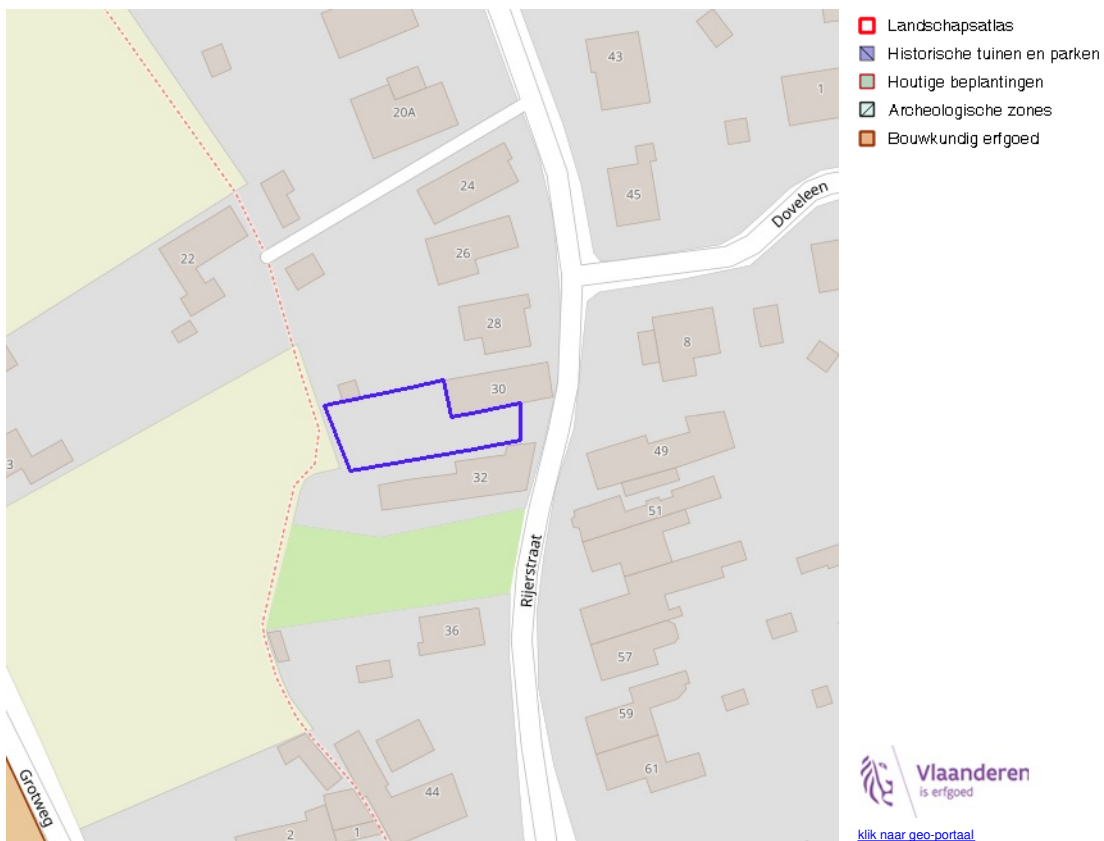 43
1
20A
24
45
Doveleen
26
22
28
8
30
49
3
32
51
Rijerstraat
36
57
59
61
Grotweg
44
2
1
Landschapsatlas
Historische tuinen en parken
Houtige beplantingen
Archeologische zones
Bouwkundig erfgoed
Vlaanderen
is erfgoed
klik naar geo-portaal